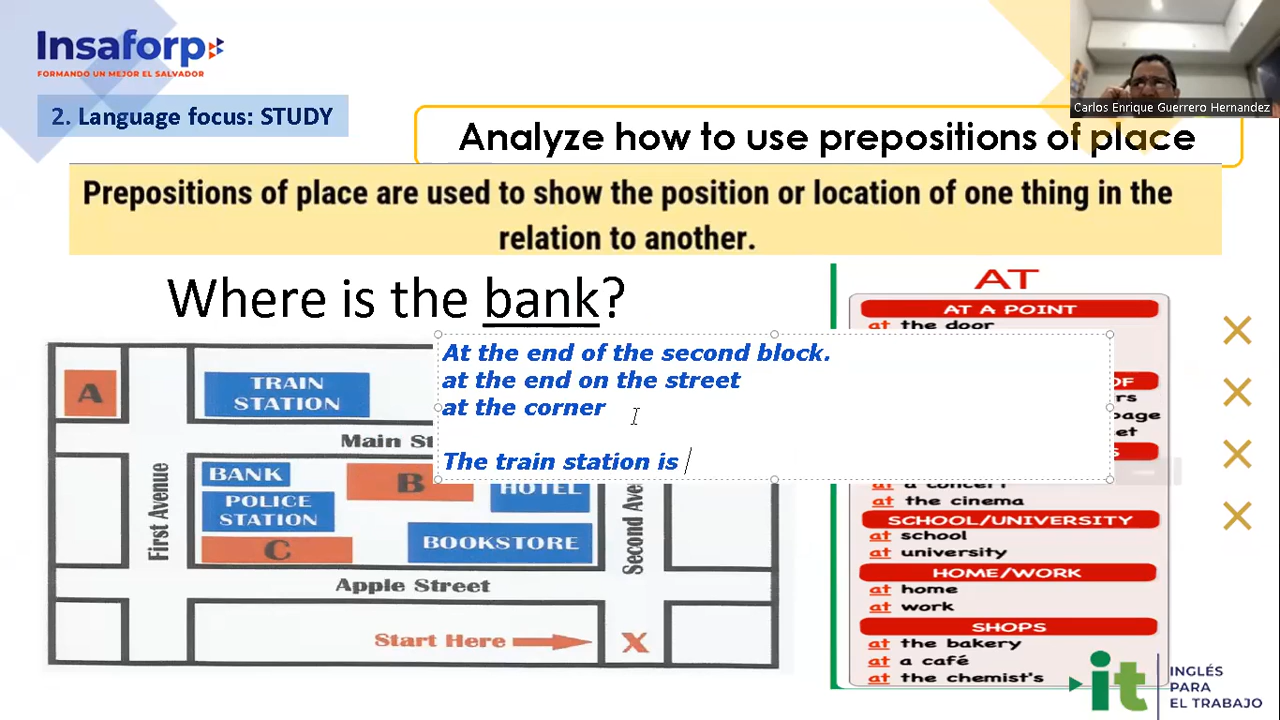 Insaforp
FORMANDO UN MEJOR EL SALVADOR
Carlos Enrique Guerrero Hernandez
2. Language focus: STUDY
Analyze how to use prepositions of place
Prepositions of place are used to show the position or location of one thing in the
relation to another.
Where is the bank?
At the end of the second block.
at the end on the street
at the corner
The train station is
A
TRAIN
STATION
Main St
First Avenue
BANK
POLICE
STATION
B
C
HOTEL
BOOKSTORE
Second Ave
Apple Street
Start Here
X
AT
AT A POINT
at the door
OF
rs
page
et
S
at a concert
at the cinema
SCHOOL/UNIVERSITY
at school
at university
HOME/WORK
at home
at work
SHOPS
at the bakery
at a café
at the chemist's
it
INGLÉS
PARA
EL TRABAJO